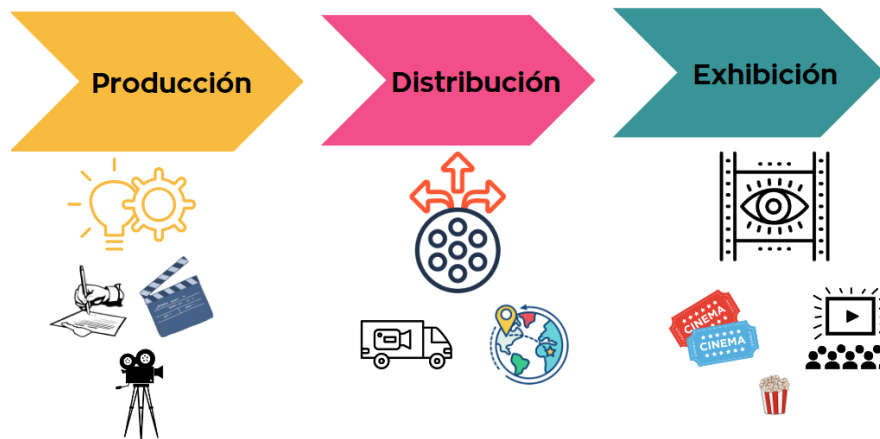 Producción
Distribución
Exhibición
CINEMA
CINEMA